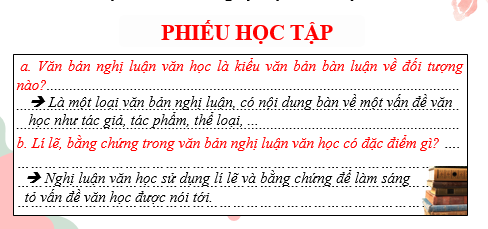 PHIẾU HỌC TẬP
a. Văn bản nghị luận văn học là kiểu văn bản bàn luận về đối tượng
nào?
➔ Là một loại văn bản nghị luận, có nội dung bàn về một vấn đề văn
học như tác giả, tác phẩm, thể loại, ...
b. Lí lẽ, bằng chứng trong văn bản nghị luận văn học có đặc điểm gì? ....
➔ Nghị luận văn học sử dụng lí lẽ và bằng chứng để làm sáng
tỏ vấn đề văn học được nói tới.